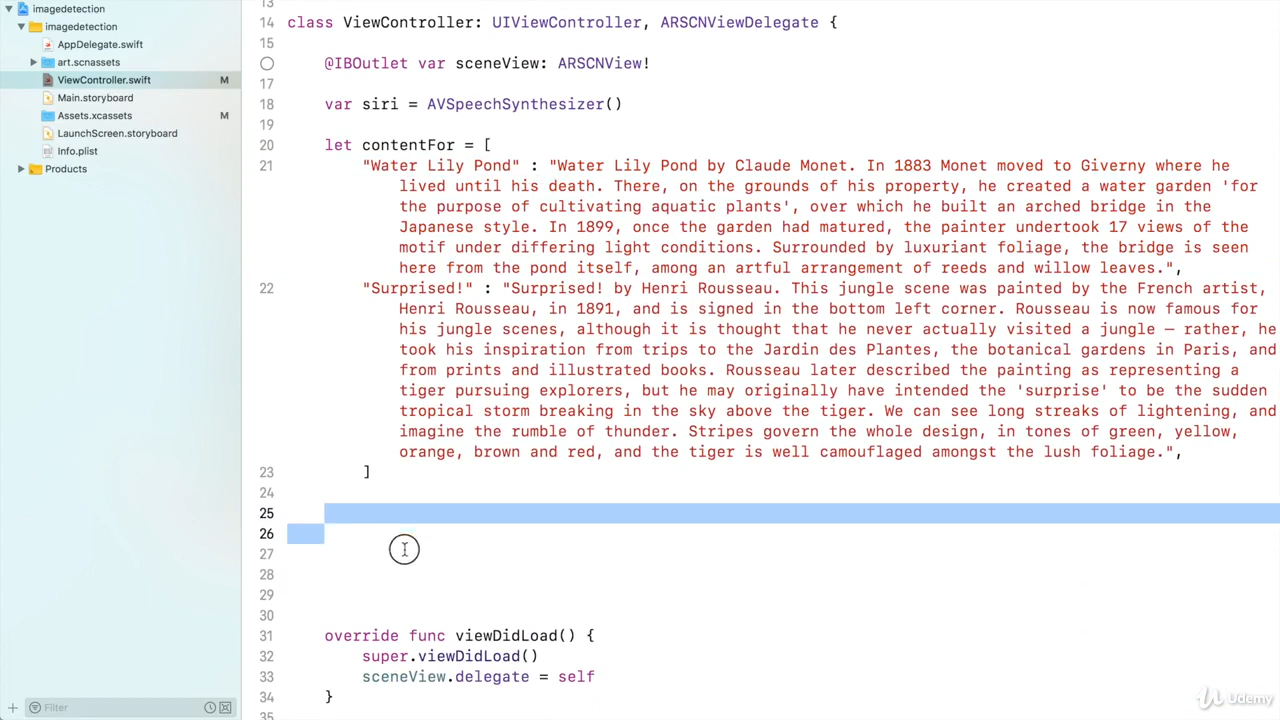 imagedetection
imagedetection
AppDelegate.swift
art.scnassets
ViewController.swift M
Main.storyboard
Assets.xcassets M
LaunchScreen.storyboard
Info.plist
Products
Filter
13
14 class ViewController: UIViewController, ARSCNViewDelegate {
15
@IBOutlet var sceneView: ARSCNView!
17
18 var siri = AVSpeechSynthesizer()
19
20 let contentFor = [
21 "Water Lily Pond" : "Water Lily Pond by Claude Monet. In 1883 Monet moved to Giverny where he
lived until his death. There, on the grounds of his property, he created a water garden 'for
the purpose of cultivating aquatic plants', over which he built an arched bridge in the
Japanese style. In 1899, once the garden had matured, the painter undertook 17 views of the
motif under differing light conditions. Surrounded by luxuriant foliage, the bridge is seen
here from the pond itself, among an artful arrangement of reeds and willow leaves.",
22 "Surprised!" : "Surprised! by Henri Rousseau. This jungle scene was painted by the French artist,
Henri Rousseau, in 1891, and is signed in the bottom left corner. Rousseau is now famous for
his jungle scenes, although it is thought that he never actually visited a jungle – rather, he
took his inspiration from trips to the Jardin des Plantes, the botanical gardens in Paris, and
from prints and illustrated books. Rousseau later described the painting as representing a
tiger pursuing explorers, but he may originally have intended the 'surprise' to be the sudden
tropical storm breaking in the sky above the tiger. We can see long streaks of lightening, and
imagine the rumble of thunder. Stripes govern the whole design, in tones of green, yellow,
orange, brown and red, and the tiger is well camouflaged amongst the lush foliage.",
23 ]
24
25
26
27
28
29
30
31 override func viewDidLoad() {
32 super.viewDidLoad()
33 sceneView.delegate = self
34 }
35
Udemy